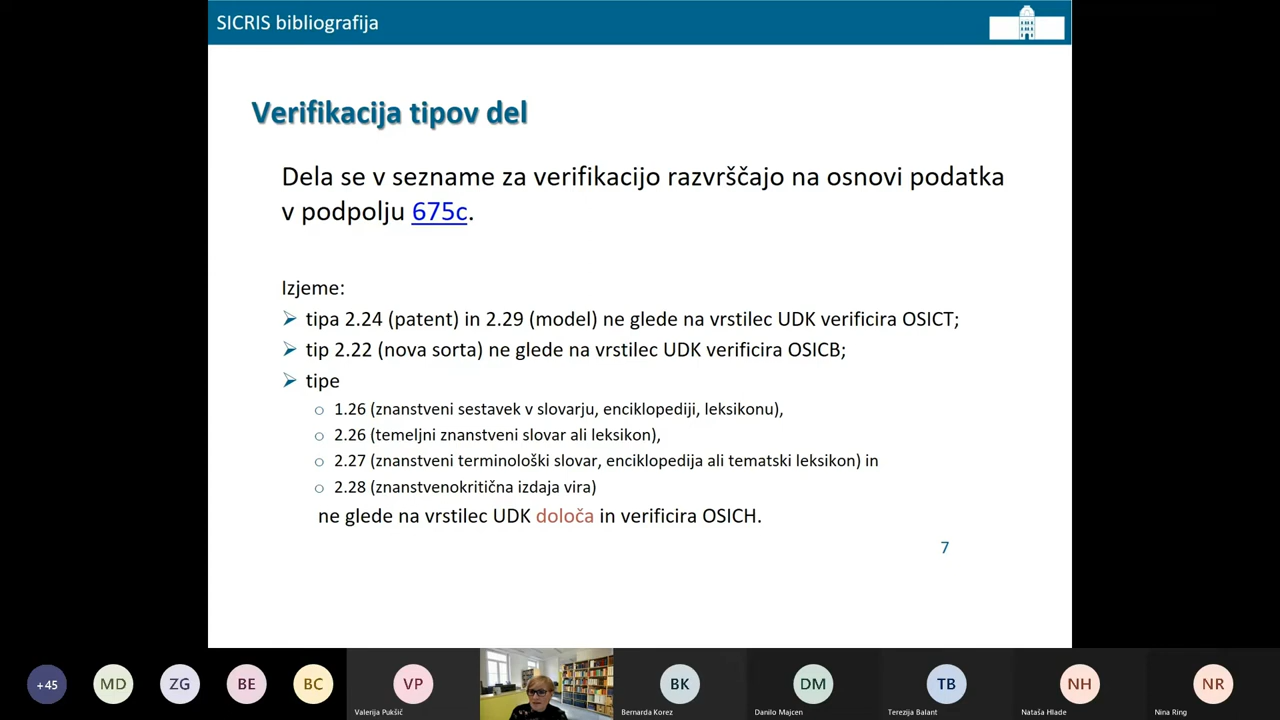 SICRIS bibliografija
Verifikacija tipov del
Dela se v sezname za verifikacijo razvrščajo na osnovi podatka
v podpolju 675c.
Izjeme:
tipa 2.24 (patent) in 2.29 (model) ne glede na vrstilec UDK verificira OSICT;
tip 2.22 (nova sorta) ne glede na vrstilec UDK verificira OSICB;
tipe
1.26 (znanstveni sestavek v slovarju, enciklopediji, leksikonu),
2.26 (temeljni znanstveni slovar ali leksikon),
2.27 (znanstveni terminološki slovar, enciklopedija ali tematski leksikon) in
2.28 (znanstvenokritična izdaja vira)
ne glede na vrstilec UDK določa in verificira OSICH.
7
+45 MD ZG BE BC VP BK DM TB NH NR
Valerija Pukšič Bernarda Korez Danilo Majcen Terezija Balant Nataša Hlade Nina Ring